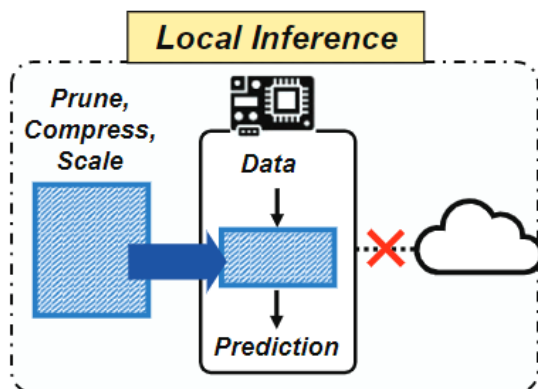 Local Inference
Prune,
Compress,
Scale
Data
Prediction